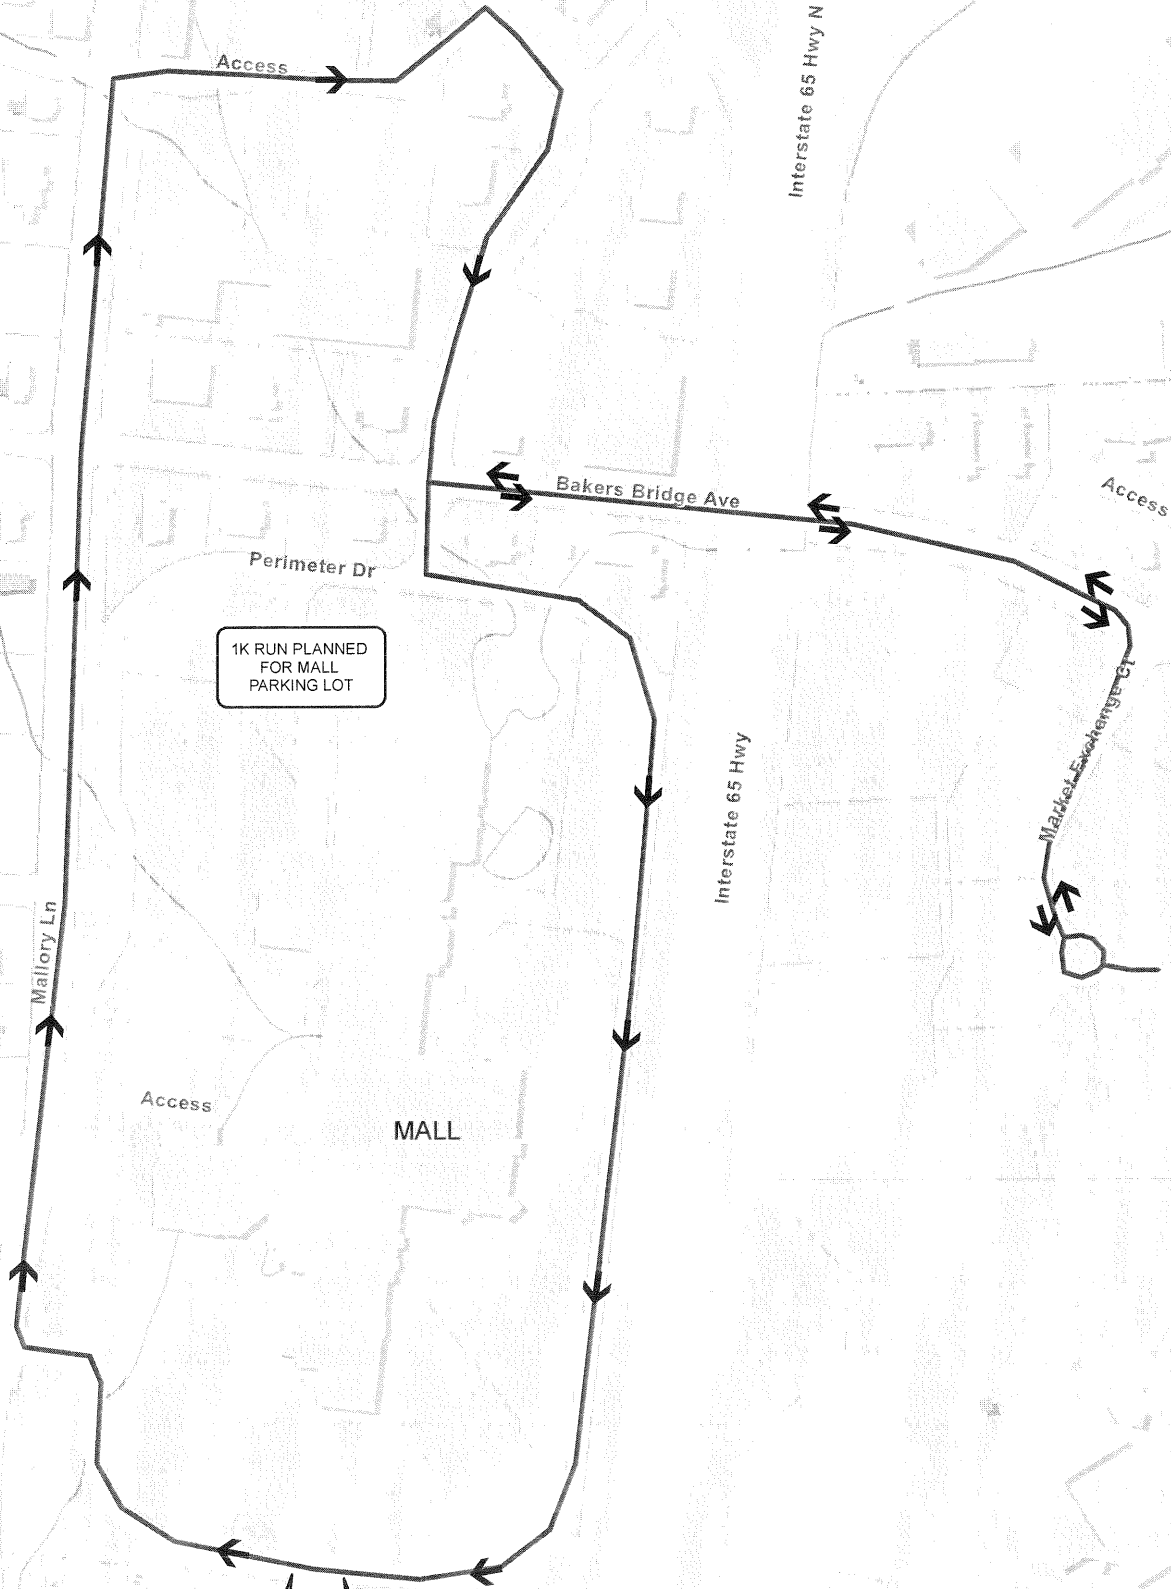 Access
Interstate 65 Hwy N
Bakers Bridge Ave
Access
Perimeter Dr
1K RUN PLANNED
FOR MALL
PARKING LOT
Market Exchange Ct
Interstate 65 Hwy
Mallory Ln
Access
MALL